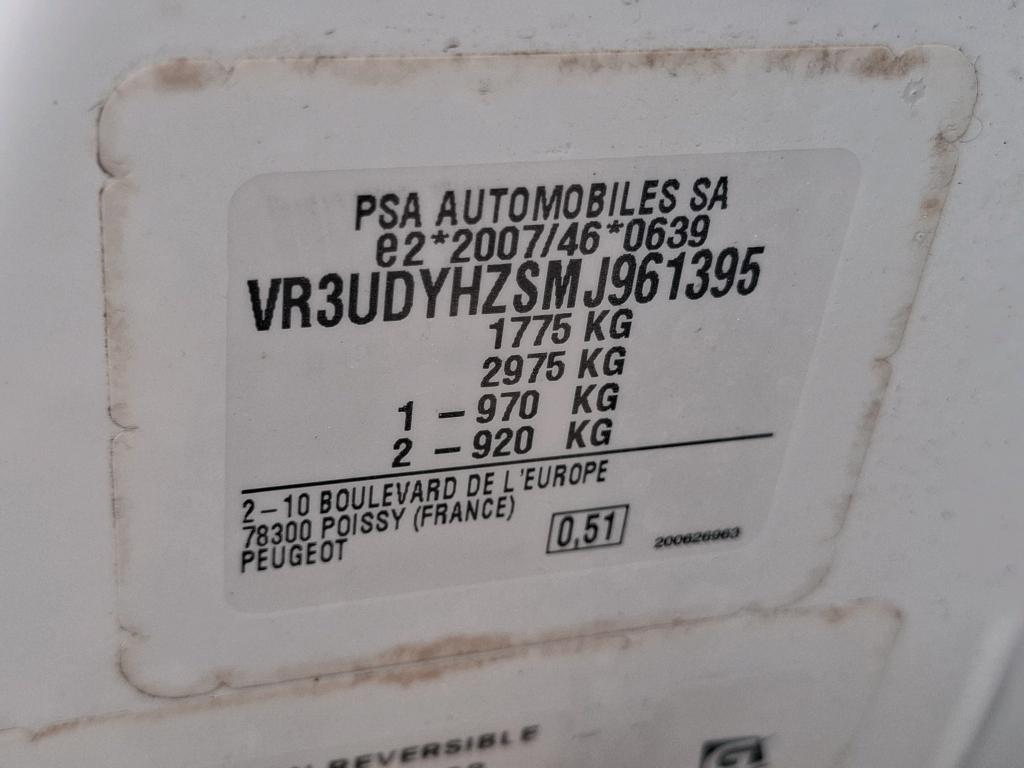 PSA AUTOMOBILES SA
e2*2007/46*0639
VR3UDYHZSMJ961395
1775 KG
2975 KG
1 – 970 KG
2 – 920 KG
2–10 BOULEVARD DE L'EUROPE
78300 POISSY (FRANCE)
PEUGEOT
0,51
200626963
REVERSIBLE